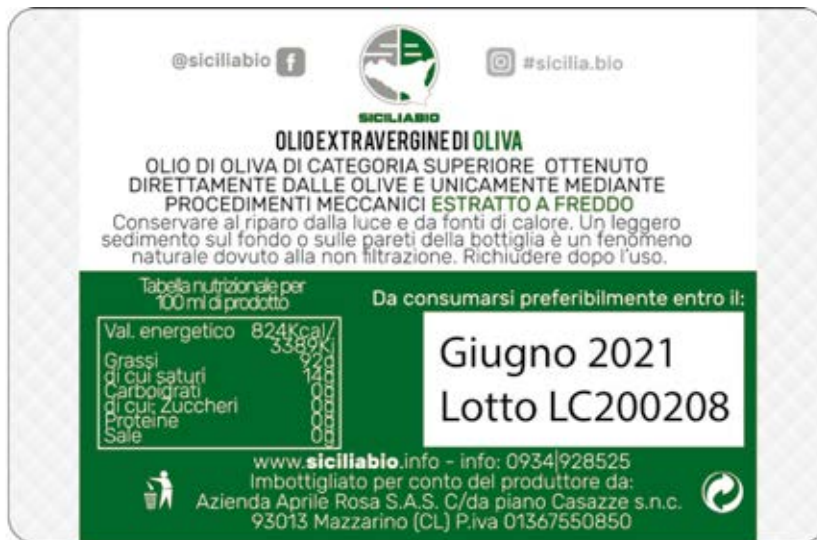 @siciliabio
#sicilia.bio
SICILIABIO
OLIO EXTRAVERGINE DI OLIVA
OLIO DI OLIVA DI CATEGORIA SUPERIORE OTTENUTO
DIRETTAMENTE DALLE OLIVE E UNICAMENTE MEDIANTE
PROCEDIMENTI MECCANICI ESTRATTO A FREDDO
Conservare al riparo dalla luce e da fonti di calore. Un leggero
sedimento sul fondo o sulle pareti della bottiglia è un fenomeno
naturale dovuto alla non filtrazione. Richiudere dopo l'uso.
Tabella nutrizionale per
100 ml di prodotto
Val. energetico 824Kcal/
3389Kj
Grassi 92g
di cui saturi 14g
Carboidrati 0g
di cui: Zuccheri 0g
Proteine 0g
Sale 0g
Da consumarsi preferibilmente entro il:
Giugno 2021
Lotto LC200208
www.siciliabio.info - info: 0934|928525
Imbottigliato per conto del produttore da:
Azienda Aprile Rosa S.A.S. C/da piano Casazze s.n.c.
93013 Mazzarino (CL) P.iva 01367550850